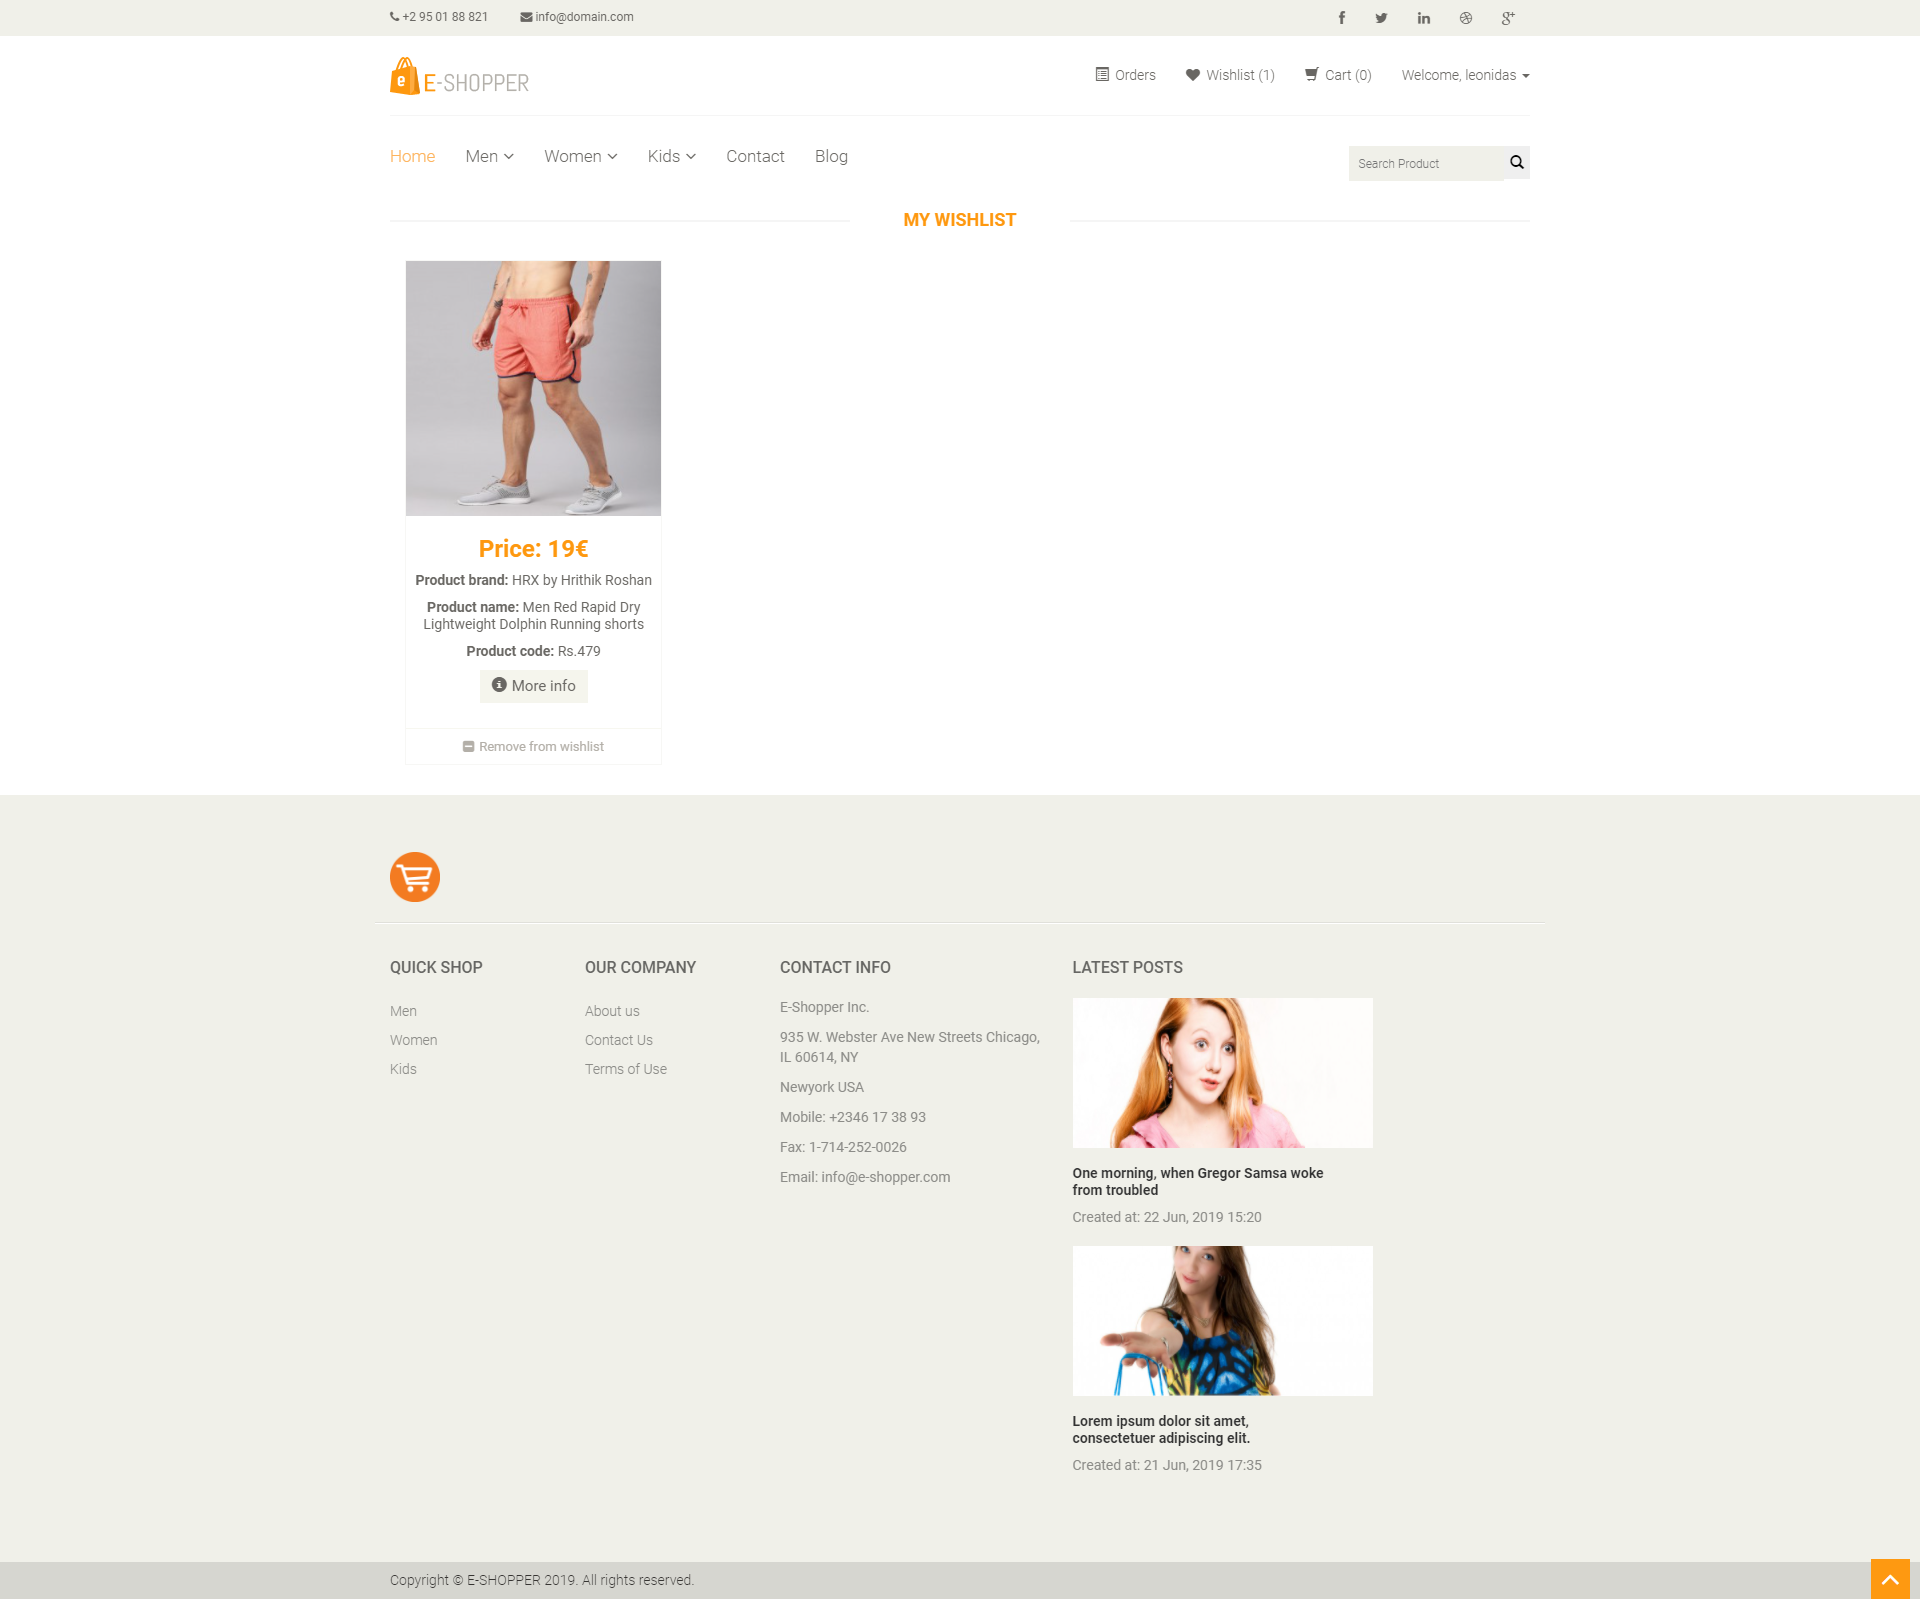 +2 95 01 88 821
info@domain.com
e E-SHOPPER
Orders
Wishlist (1)
Cart (0)
Welcome, leonidas
Home
Men
Women
Kids
Contact
Blog
Search Product
MY WISHLIST
Price: 19€
Product brand: HRX by Hrithik Roshan
Product name: Men Red Rapid Dry
Lightweight Dolphin Running shorts
Product code: Rs.479
More info
Remove from wishlist
QUICK SHOP
Men
Women
Kids
OUR COMPANY
About us
Contact Us
Terms of Use
CONTACT INFO
E-Shopper Inc.
935 W. Webster Ave New Streets Chicago,
IL 60614, NY
Newyork USA
Mobile: +2346 17 38 93
Fax: 1-714-252-0026
Email: info@e-shopper.com
LATEST POSTS
One morning, when Gregor Samsa woke
from troubled
Created at: 22 Jun, 2019 15:20
Lorem ipsum dolor sit amet,
consectetuer adipiscing elit.
Created at: 21 Jun, 2019 17:35
Copyright © E-SHOPPER 2019. All rights reserved.